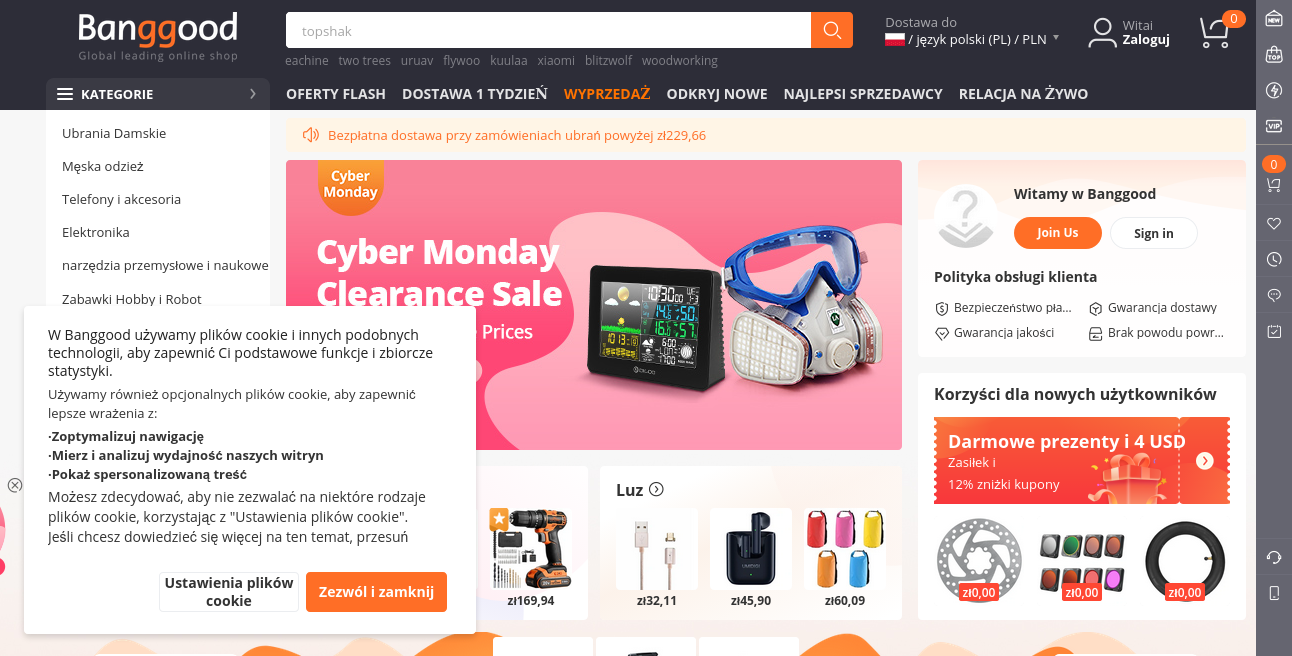 Banggood
Global leading online shop
topshak
Dostawa do
/ język polski (PL) / PLN
Witai
Zaloguj
0
eachine two trees uruav flywoo kuulaa xiaomi blitzwolf woodworking
KATEGORIE
OFERTY FLASH DOSTAWA 1 TYDZIEŃ WYPRZEDAŻ ODKRYJ NOWE NAJLEPSI SPRZEDAWCY RELACJA NA ŻYWO
Ubrania Damskie
Męska odzież
Telefony i akcesoria
Elektronika
narzędzia przemysłowe i naukowe
Zabawki Hobby i Robot
Bezpłatna dostawa przy zamówieniach ubrań powyżej zł229,66
Cyber
Monday
Cyber Monday
Clearance Sale
Prices
Witamy w Banggood
Join Us
Sign in
Polityka obsługi klienta
Bezpieczeństwo pła...
Gwarancja dostawy
Gwarancja jakości
Brak powodu powr...
Korzyści dla nowych użytkowników
Darmowe prezenty i 4 USD
Zasiłek i
12% zniżki kupony
zł0,00
zł0,00
zł0,00
W Banggood używamy plików cookie i innych podobnych
technologii, aby zapewnić Ci podstawowe funkcje i zbiorcze
statystyki.
Używamy również opcjonalnych plików cookie, aby zapewnić
lepsze wrażenia z:
·Zoptymalizuj nawigację
·Mierz i analizuj wydajność naszych witryn
·Pokaż spersonalizowaną treść
Możesz zdecydować, aby nie zezwalać na niektóre rodzaje
plików cookie, korzystając z "Ustawienia plików cookie".
Jeśli chcesz dowiedzieć się więcej na ten temat, przesuń
Ustawienia plików
cookie
Zezwól i zamknij
zł169,94
Luz
zł32,11
zł45,90
zł60,09
NEW
TOP
VIP
0